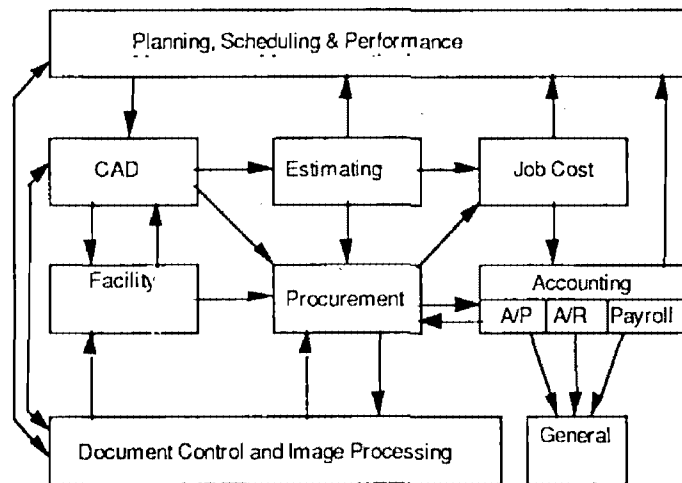 Planning, Scheduling & Performance
CAD
Estimating
Job Cost
Facility
Procurement
Accounting
A/P A/R Payroll
Document Control and Image Processing
General